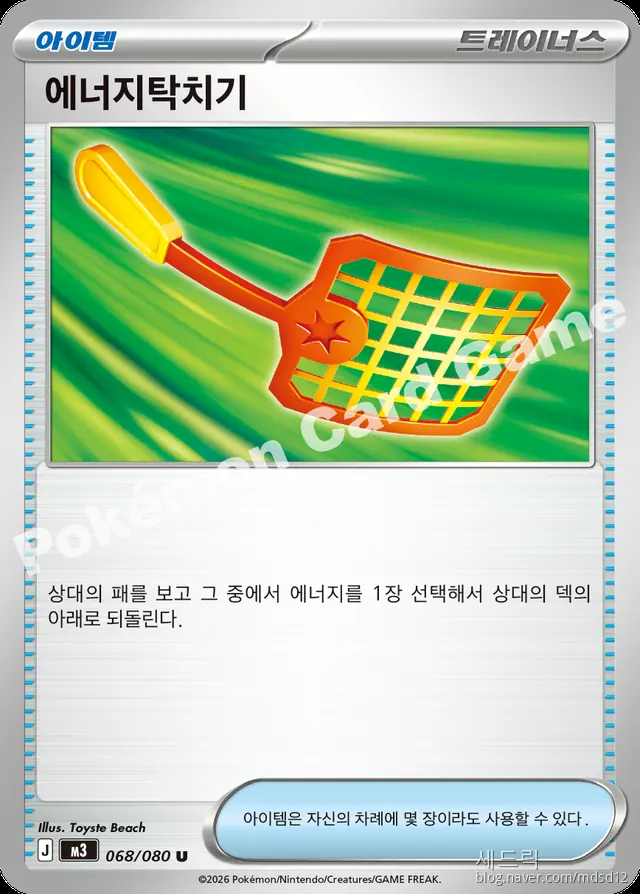 아이템
트레이너스
에너지탁치기
Pokémon Card Game
상대의 패를 보고 그 중에서 에너지를 1장 선택해서 상대의 덱의
아래로 되돌린다.
아이템은 자신의 차례에 몇 장이라도 사용할 수 있다.
Illus. Toyste Beach
J M3 068/080 U
세드릭
blog.naver.com/mdsd12
©2026 Pokémon/Nintendo/Creatures/GAME FREAK.